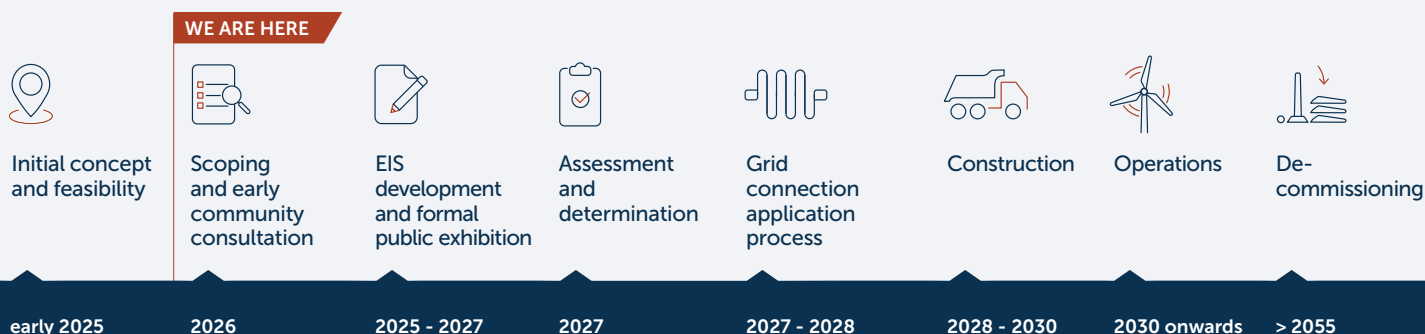 WE ARE HERE
Initial concept
and feasibility
Scoping
and early
community
consultation
EIS
development
and formal
public exhibition
Assessment
and
determination
Grid
connection
application
process
Construction
Operations
De-
commissioning
early 2025
2026
2025 - 2027
2027
2027 - 2028
2028 - 2030
2030 onwards
> 2055